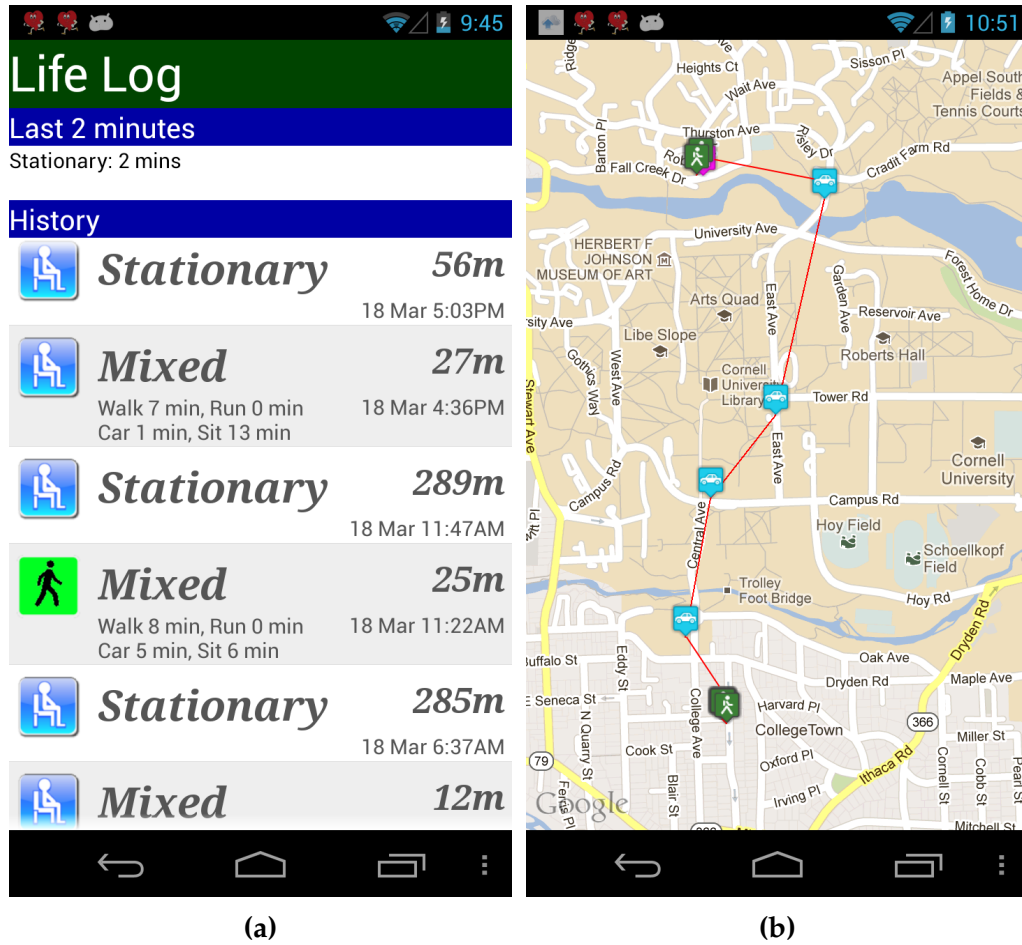 9:45
Life Log
Last 2 minutes
Stationary: 2 mins
History
Stationary 56m
18 Mar 5:03PM
Mixed 27m
Walk 7 min, Run 0 min 18 Mar 4:36PM
Car 1 min, Sit 13 min
Stationary 289m
18 Mar 11:47AM
Mixed 25m
Walk 8 min, Run 0 min 18 Mar 11:22AM
Car 5 min, Sit 6 min
Stationary 285m
18 Mar 6:37AM
Mixed 12m
(a)
10:51
Sisson Pl
Heights Ct
Appel South
Fields &
Tennis Courts
Wait Ave
Thurston Ave
Risley Dr
Barton Pl
Cradit Farm Rd
Fall Creek Dr
University Ave
HERBERT F
JOHNSON
MUSEUM OF ART
Forest Home Dr
East Ave
Garden Ave
Arts Quad
Reservoir Ave
Libe Slope
Roberts Hall
Gothics Way
West Ave
Stewart Ave
Cornell
University
Library
Tower Rd
East Ave
Cornell
University
Campus Rd
Campus Rd
Central Ave
Hoy Field
Schoellkopf
Field
Trolley
Foot Bridge
Hoy Rd
Dryden Rd
Eddy St
Oak Ave
Buffalo St
Dryden Rd
Maple Ave
E Seneca St
College Ave
Harvard Pl
366
N Quarry St
CollegeTown
Miller St
Cook St
Oxford Pl
Ithaca Rd
79
Blair St
Irving Pl
Cornell St
Cobb St
Pearl St
Ferris Pl
Google
Mitchell St
(b)